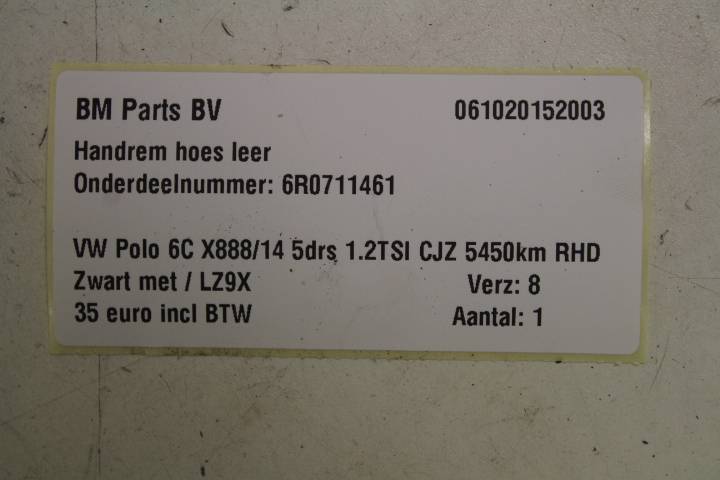 BM Parts BV 061020152003
Handrem hoes leer
Onderdeelnummer: 6R0711461
VW Polo 6C X888/14 5drs 1.2TSI CJZ 5450km RHD
Zwart met / LZ9X Verz: 8
35 euro incl BTW Aantal: 1